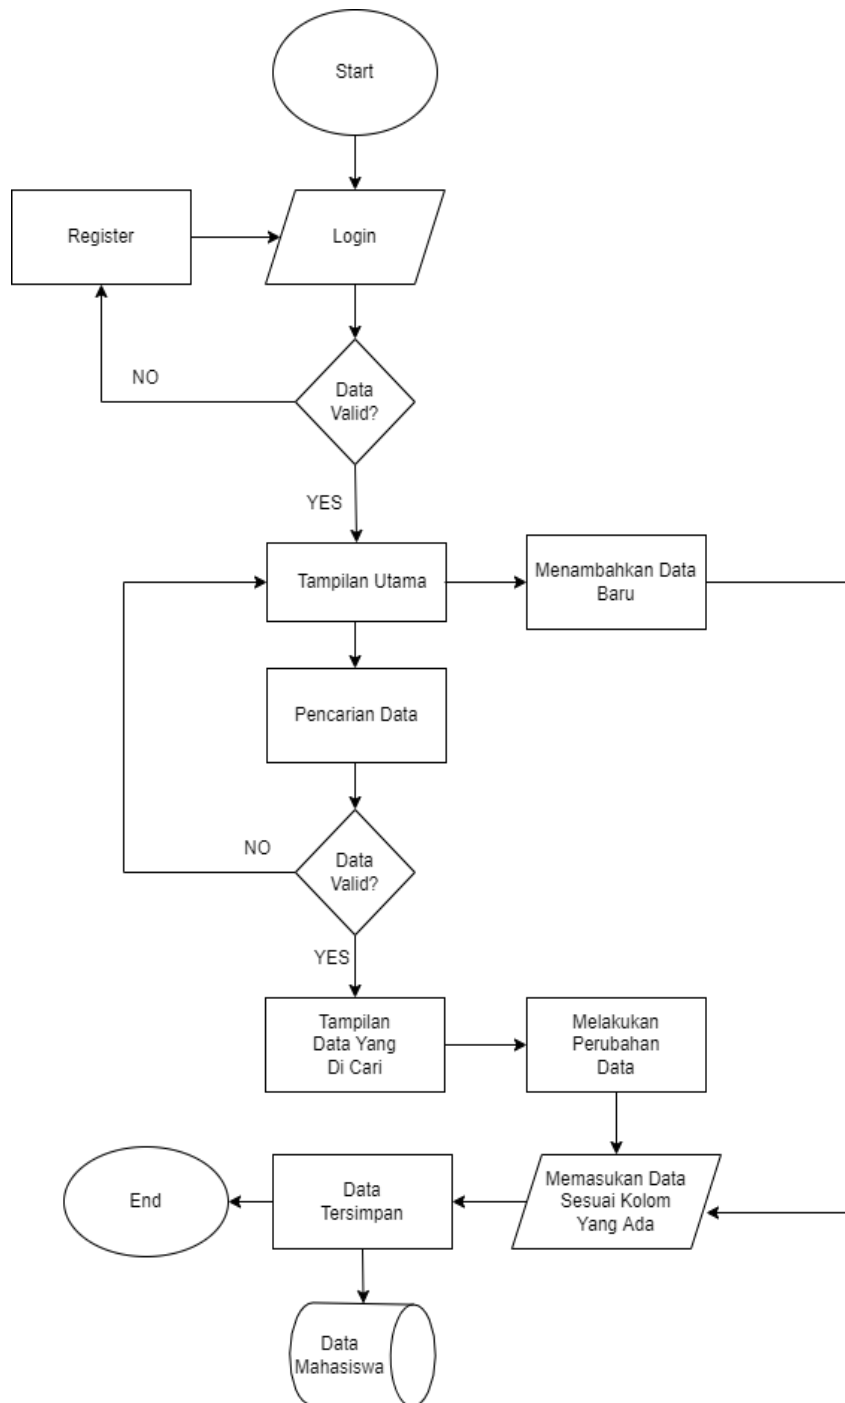 Start
Register
Login
NO
Data
Valid?
YES
Tampilan Utama
Menambahkan Data
Baru
Pencarian Data
NO
Data
Valid?
YES
Tampilan
Data Yang
Di Cari
Melakukan
Perubahan
Data
End
Data
Tersimpan
Memasukan Data
Sesuai Kolom
Yang Ada
Data
Mahasiswa